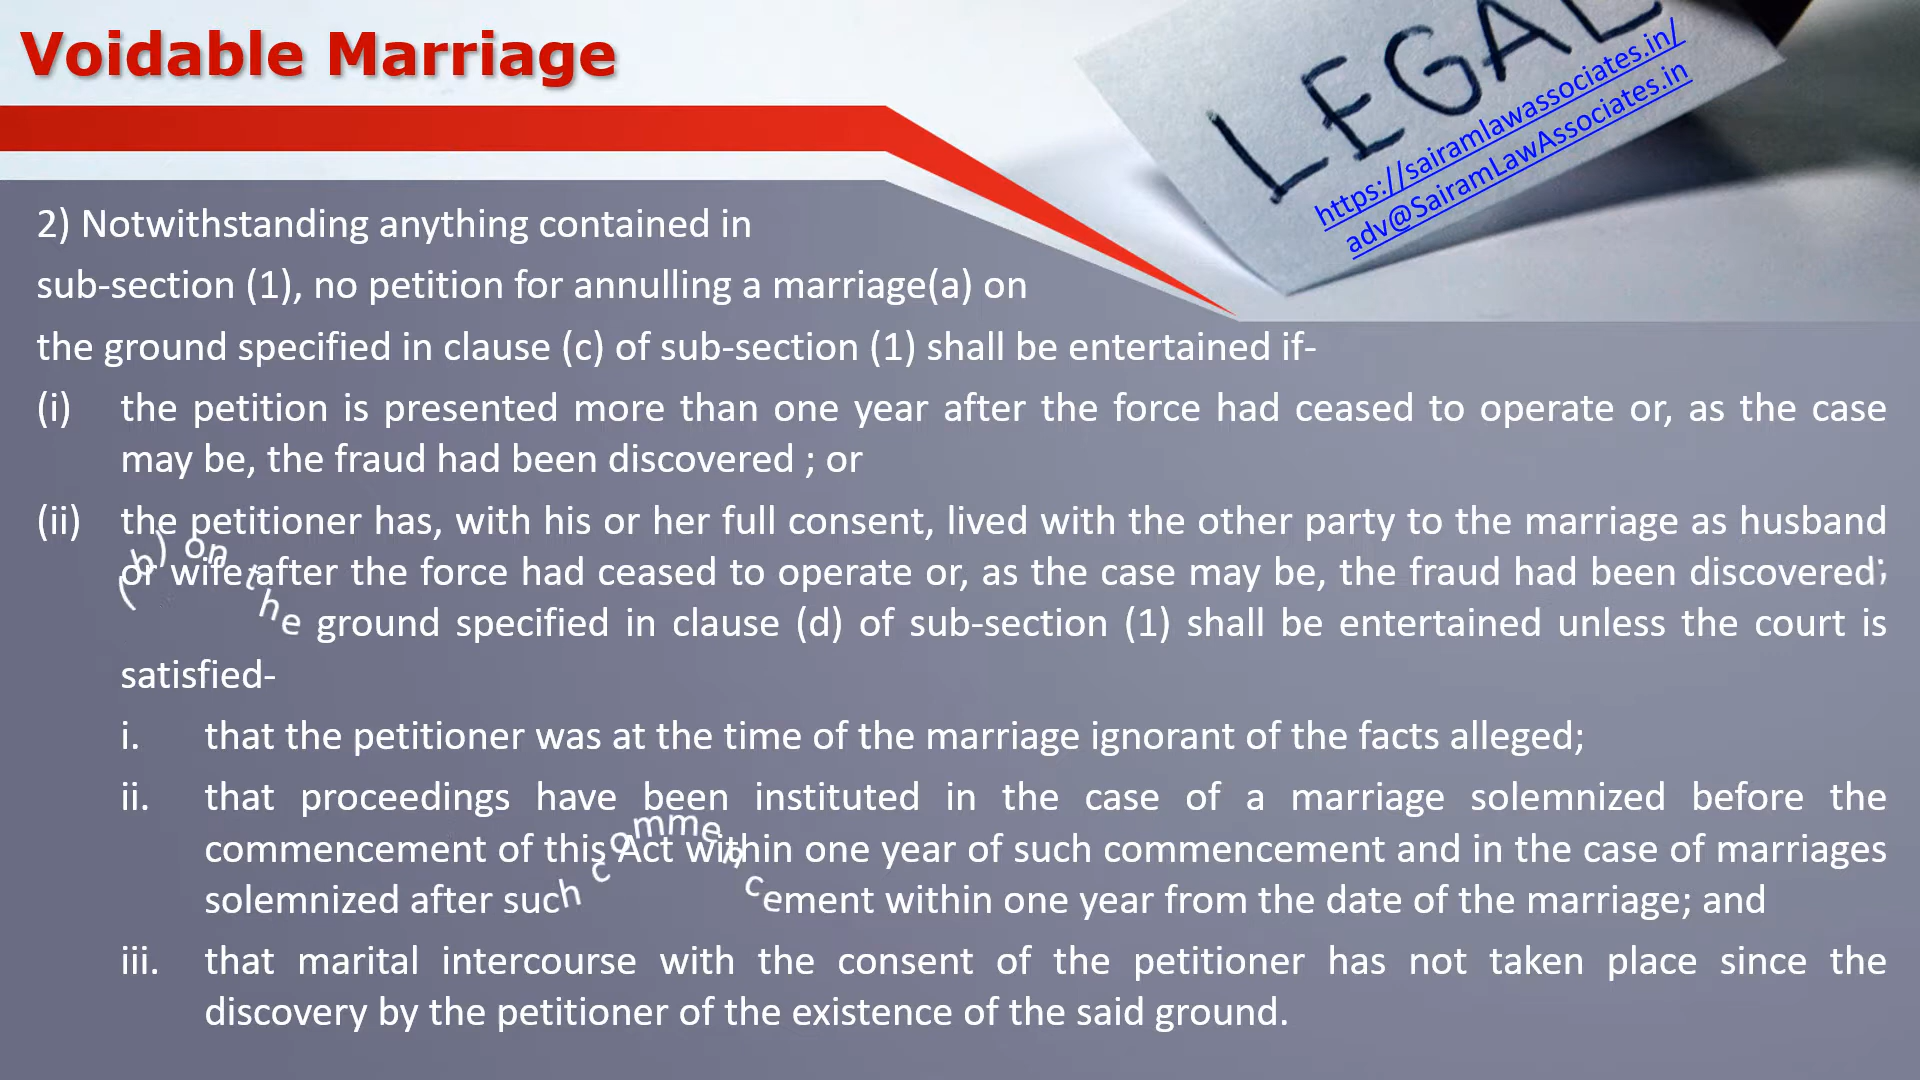 Voidable Marriage
LEGAL
https://sairamlawassociates.in/
adv@SairamLawAssociates.in
2) Notwithstanding anything contained in
sub-section (1), no petition for annulling a marriage(a) on
the ground specified in clause (c) of sub-section (1) shall be entertained if-
(i) the petition is presented more than one year after the force had ceased to operate or, as the case
may be, the fraud had been discovered ; or
(ii) the petitioner has, with his or her full consent, lived with the other party to the marriage as husband
or wife after the force had ceased to operate or, as the case may be, the fraud had been discovered;
(b) on the ground specified in clause (d) of sub-section (1) shall be entertained unless the court is
satisfied-
i. that the petitioner was at the time of the marriage ignorant of the facts alleged;
ii. that proceedings have been instituted in the case of a marriage solemnized before the
commencement of this Act within one year of such commencement and in the case of marriages
solemnized after such commencement within one year from the date of the marriage; and
iii. that marital intercourse with the consent of the petitioner has not taken place since the
discovery by the petitioner of the existence of the said ground.